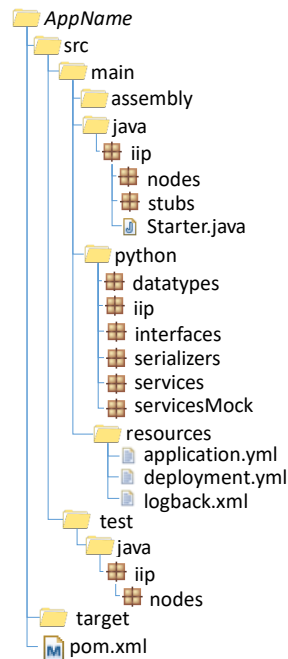 AppName
src
main
assembly
java
iip
nodes
stubs
Starter.java
python
datatypes
iip
interfaces
serializers
services
servicesMock
resources
application.yml
deployment.yml
logback.xml
test
java
iip
nodes
target
pom.xml